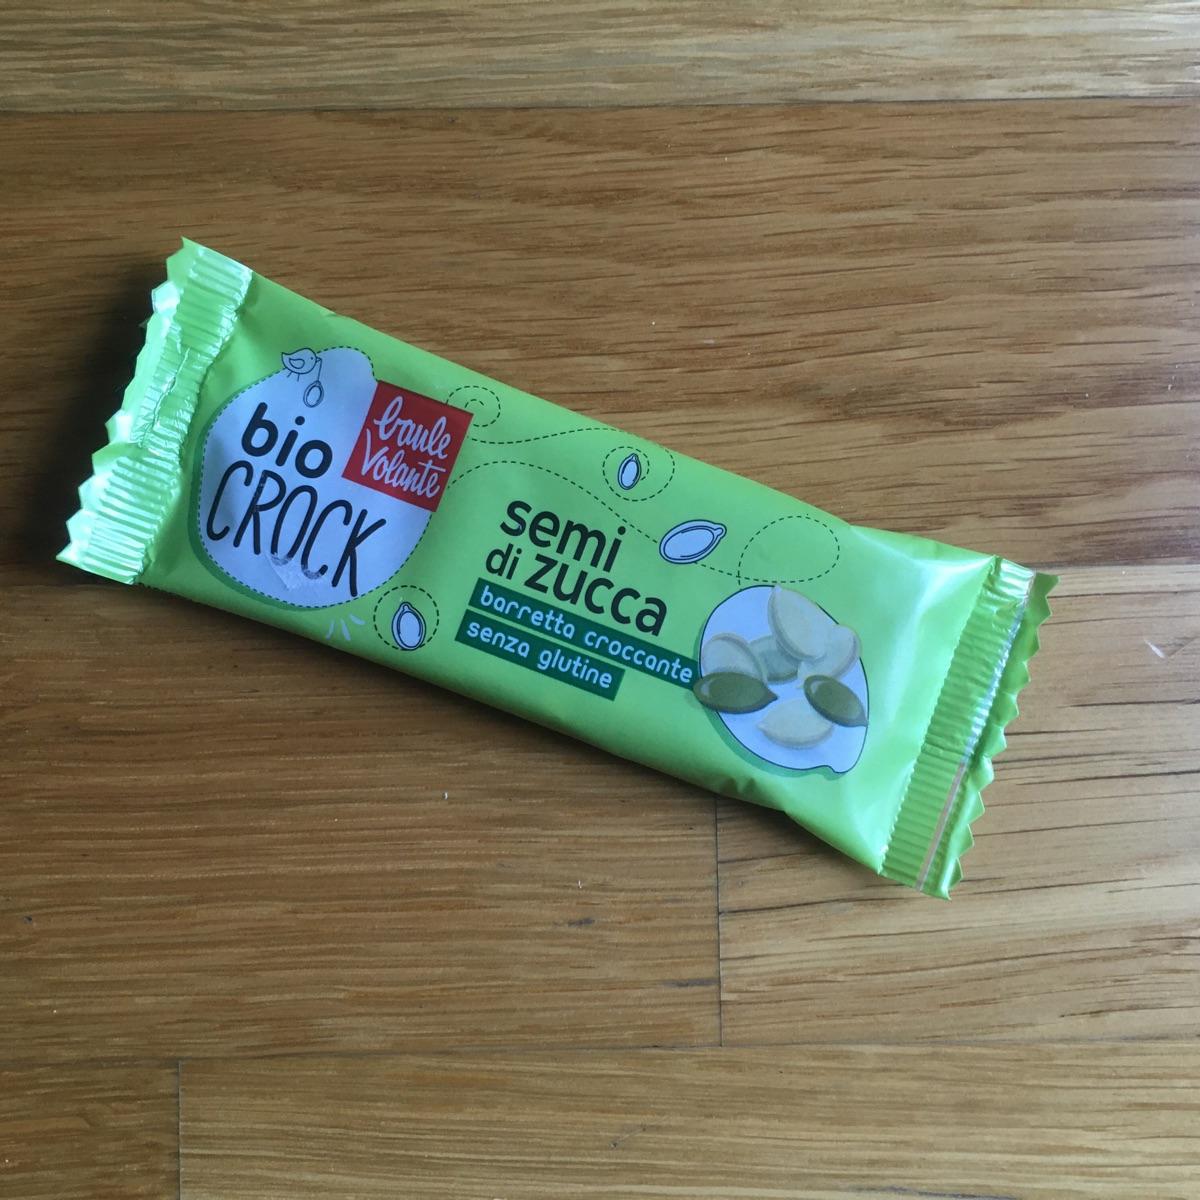 bio
CROCK
baule
Volante
semi
di zucca
barretta croccante
senza glutine